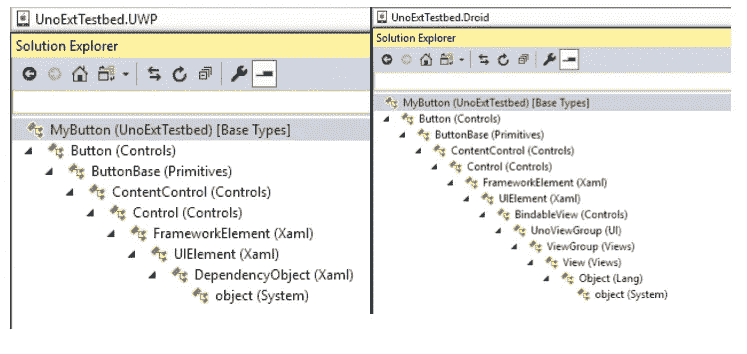 UnoExtTestbed.UWP
Solution Explorer
MyButton (UnoExtTestbed) [Base Types]
Button (Controls)
ButtonBase (Primitives)
ContentControl (Controls)
Control (Controls)
FrameworkElement (Xaml)
UIElement (Xaml)
DependencyObject (Xaml)
object (System)
UnoExtTestbed.Droid
Solution Explorer
MyButton (UnoExtTestbed) [Base Types]
Button (Controls)
ButtonBase (Primitives)
ContentControl (Controls)
Control (Controls)
FrameworkElement (Xaml)
UIElement (Xaml)
BindableView (Controls)
UnoViewGroup (UI)
ViewGroup (Views)
View (Views)
Object (Lang)
object (System)